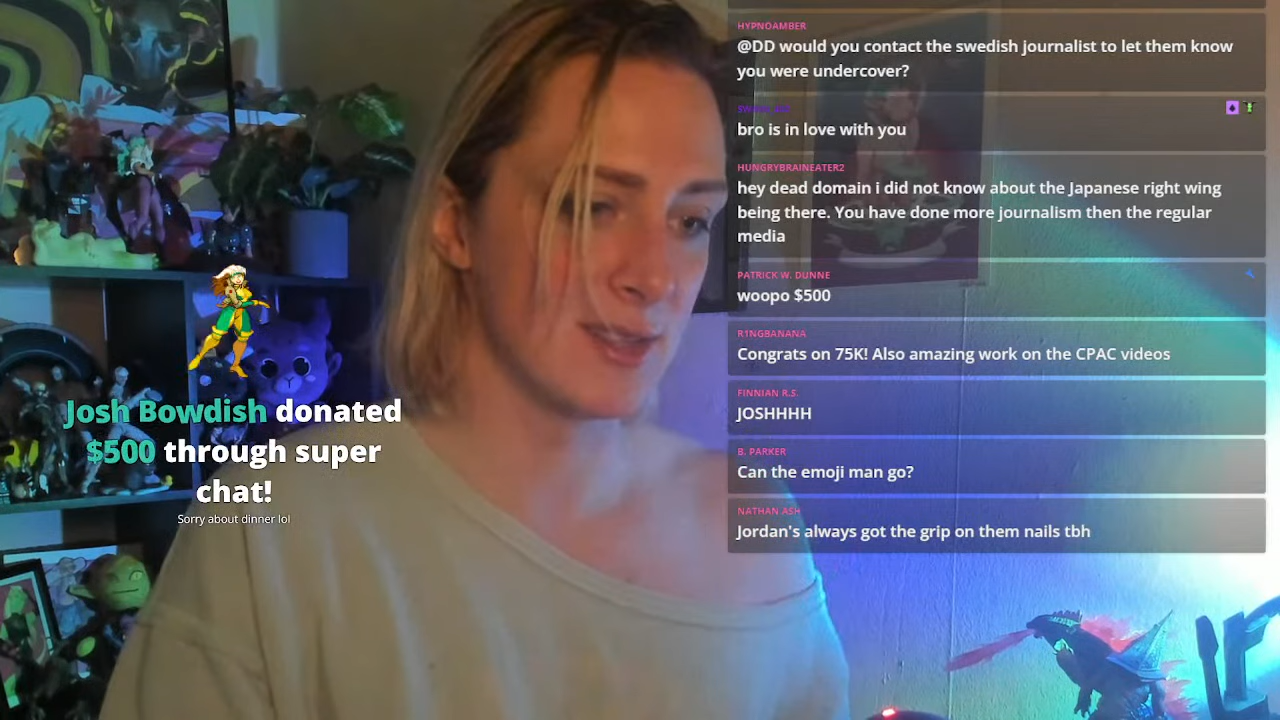 HYPNOAMBER
@DD would you contact the swedish journalist to let them know
you were undercover?
bro is in love with you
HUNGRYBRAINEATER2
hey dead domain i did not know about the Japanese right wing
being there. You have done more journalism then the regular
media
PATRICK W. DUNNE
woopo $500
R1NGBANANA
Congrats on 75K! Also amazing work on the CPAC videos
FINNIAN R.S.
JOSHHHH
B. PARKER
Can the emoji man go?
NATHAN ASH
Jordan's always got the grip on them nails tbh
Josh Bowdish donated
$500 through super
chat!
Sorry about dinner lol